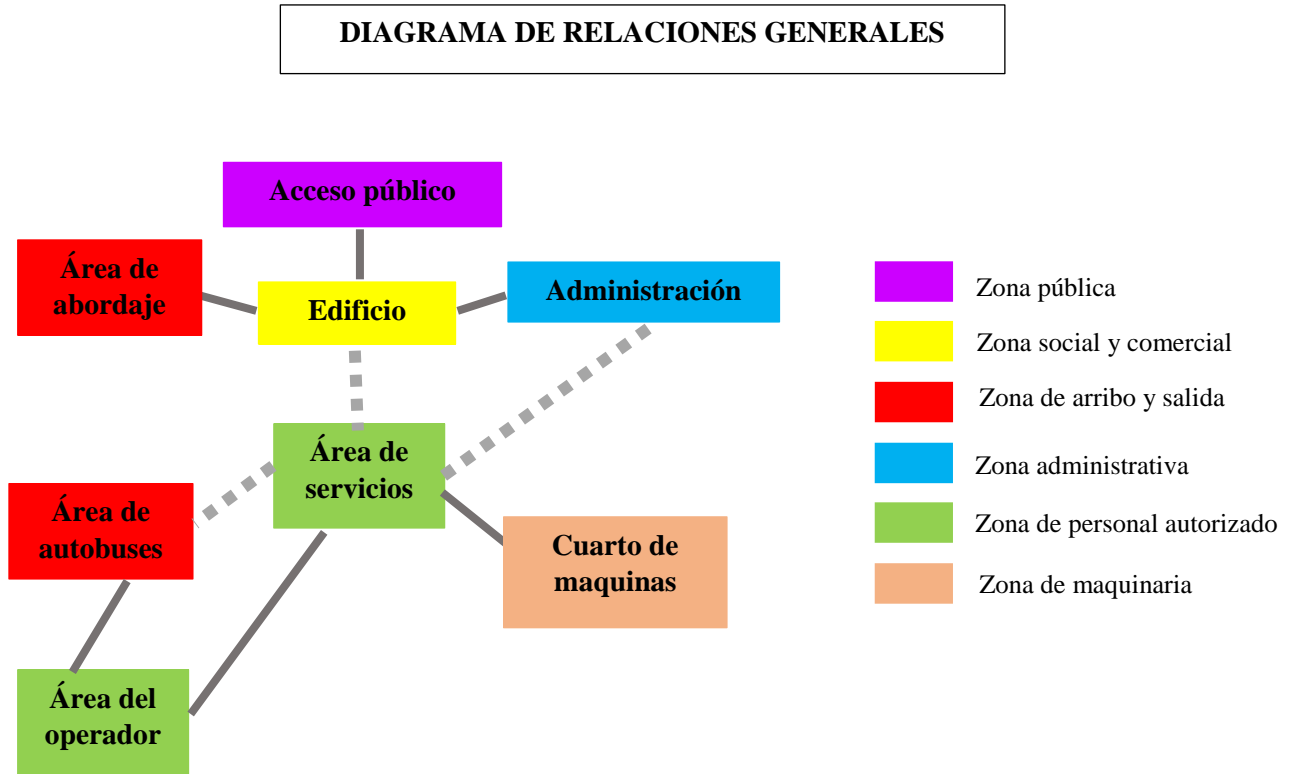 DIAGRAMA DE RELACIONES GENERALES
Acceso público
Área de
abordaje
Edificio
Administración
Área de
servicios
Área de
autobuses
Cuarto de
maquinas
Área del
operador
Zona pública
Zona social y comercial
Zona de arribo y salida
Zona administrativa
Zona de personal autorizado
Zona de maquinaria